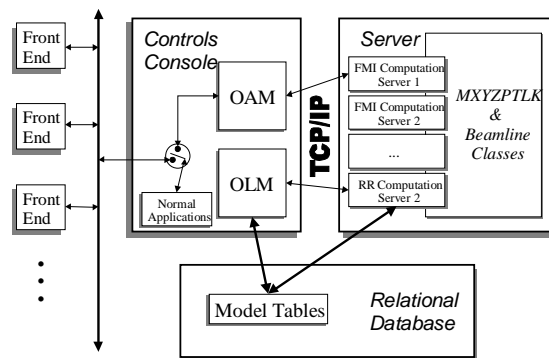 Front
End
Front
End
Front
End
Controls
Console
OAM
OLM
Normal
Applications
TCP/IP
Server
FMI Computation
Server 1
FMI Computation
Server 2
...
RR Computation
Server 2
MXYZPTLK
&
Beamline
Classes
Model Tables
Relational
Database